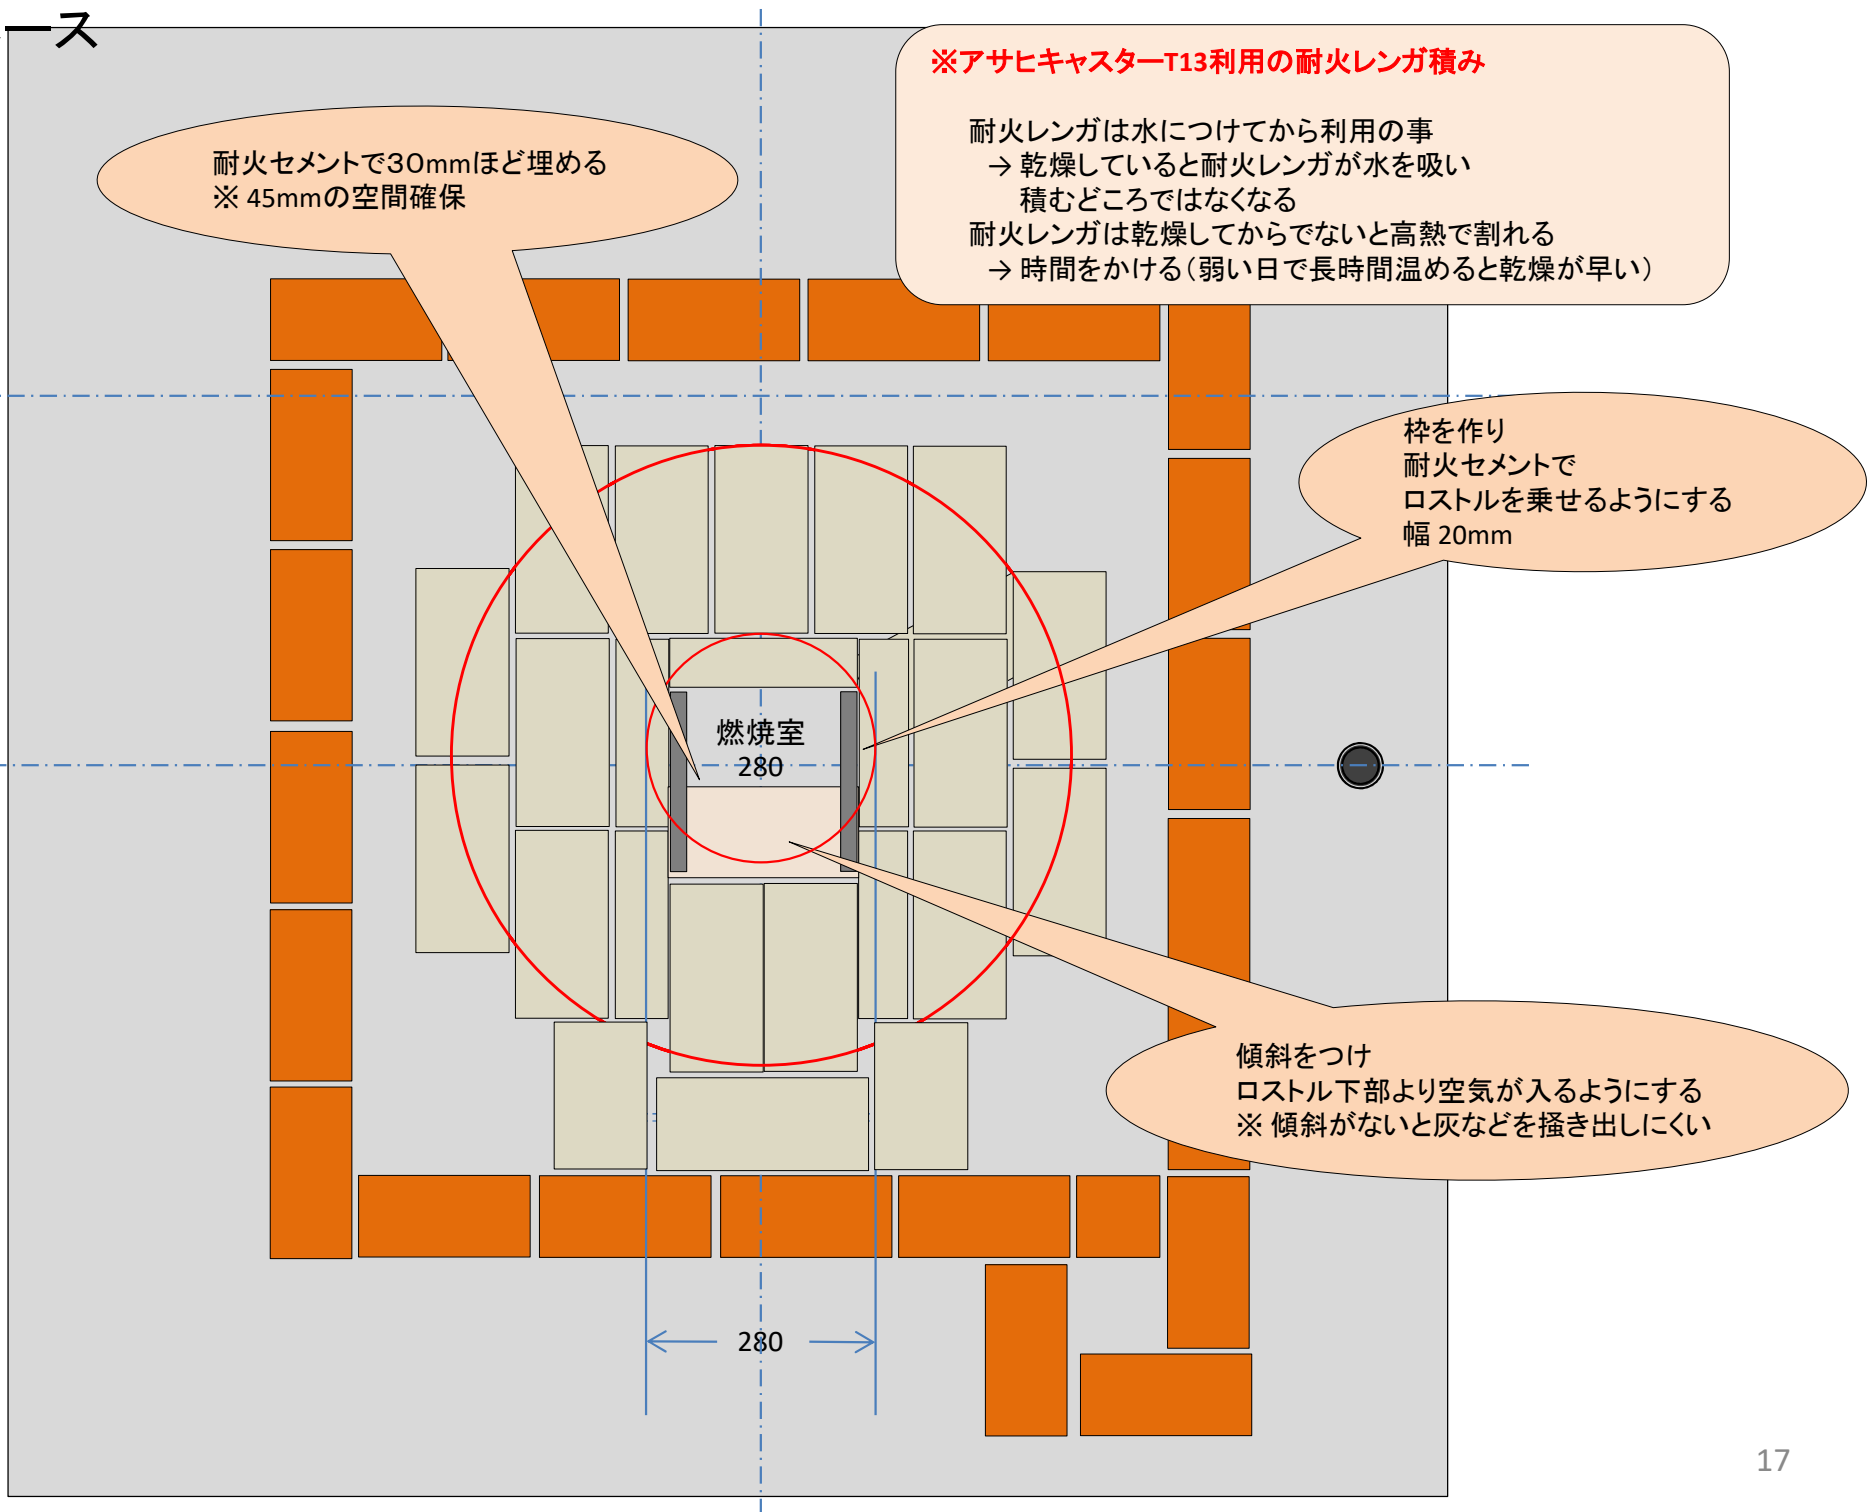 ース
※アサヒキャスターT13利用の耐火レンガ積み
耐火レンガは水につけてから利用の事
→ 乾燥していると耐火レンガが水を吸い
積むどころではなくなる
耐火レンガは乾燥してからでないと高熱で割れる
→ 時間をかける（弱い日で長時間温めると乾燥が早い）
耐火セメントで30mmほど埋める
※ 45mmの空間確保
枠を作り
耐火セメントで
ロストルを乗せるようにする
幅 20mm
燃焼室
280
傾斜をつけ
ロストル下部より空気が入るようにする
※ 傾斜がないと灰などを掻き出しにくい
280
17